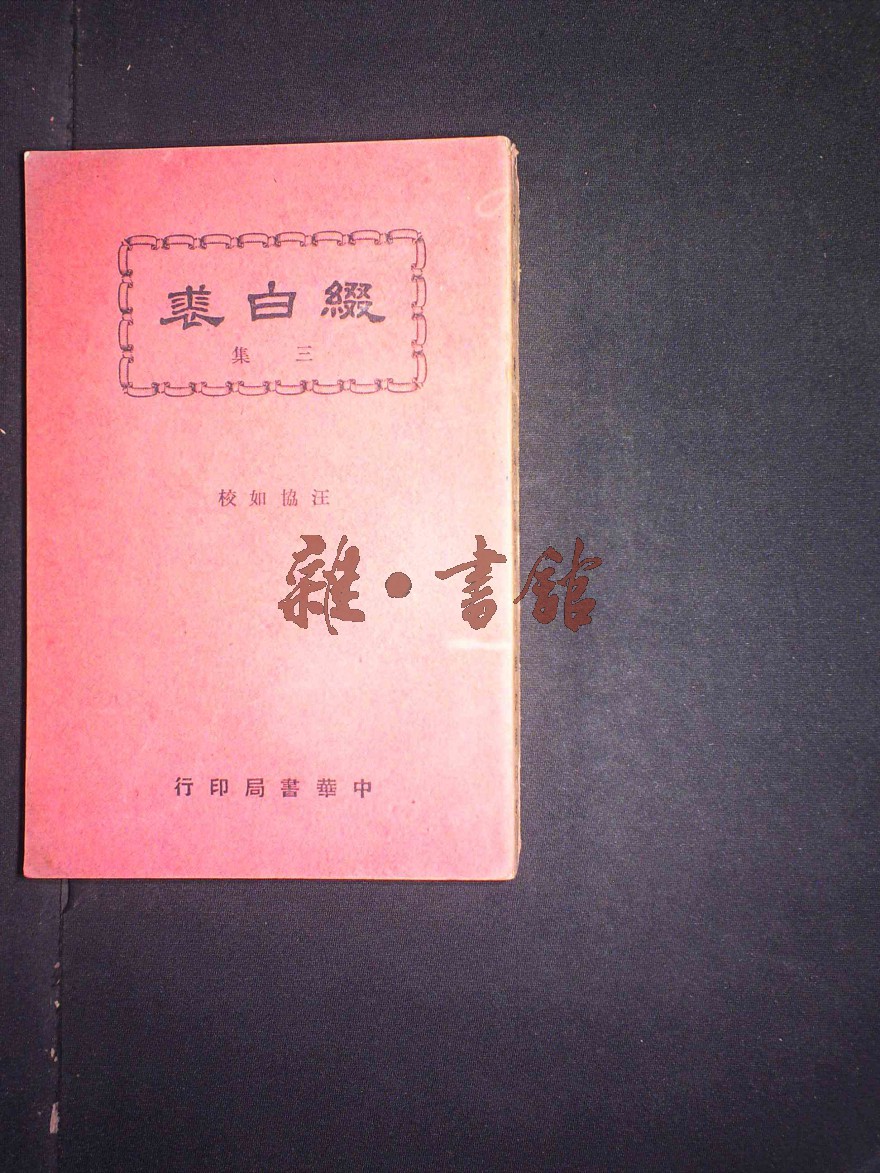 綴白裘
三集
汪協如校
雜·書館
中華書局印行